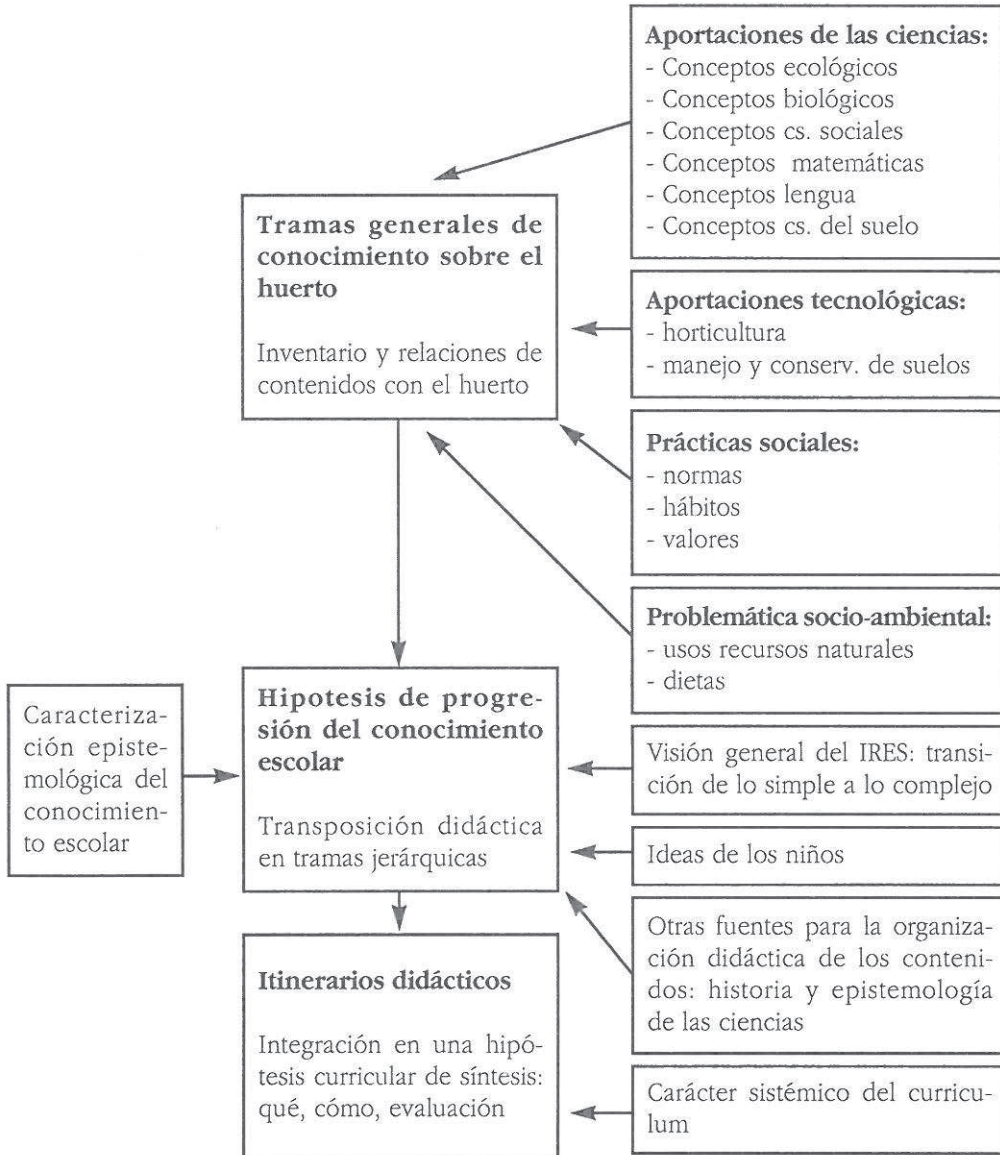 Aportaciones de las ciencias:
- Conceptos ecológicos
- Conceptos biológicos
- Conceptos cs. sociales
- Conceptos matemáticas
- Conceptos lengua
- Conceptos cs. del suelo
Tramas generales de
conocimiento sobre el
huerto
Inventario y relaciones de
contenidos con el huerto
Aportaciones tecnológicas:
- horticultura
- manejo y conserv. de suelos
Prácticas sociales:
- normas
- hábitos
- valores
Problemática socio-ambiental:
- usos recursos naturales
- dietas
Caracteriza-
ción episte-
mológica del
conocimien-
to escolar
Hipotesis de progre-
sión del conocimiento
escolar
Transposición didáctica
en tramas jerárquicas
Visión general del IRES: transi-
ción de lo simple a lo complejo
Ideas de los niños
Otras fuentes para la organiza-
ción didáctica de los conteni-
dos: historia y epistemología
de las ciencias
Itinerarios didácticos
Integración en una hipó-
tesis curricular de síntesis:
qué, cómo, evaluación
Carácter sistémico del curricu-
lum